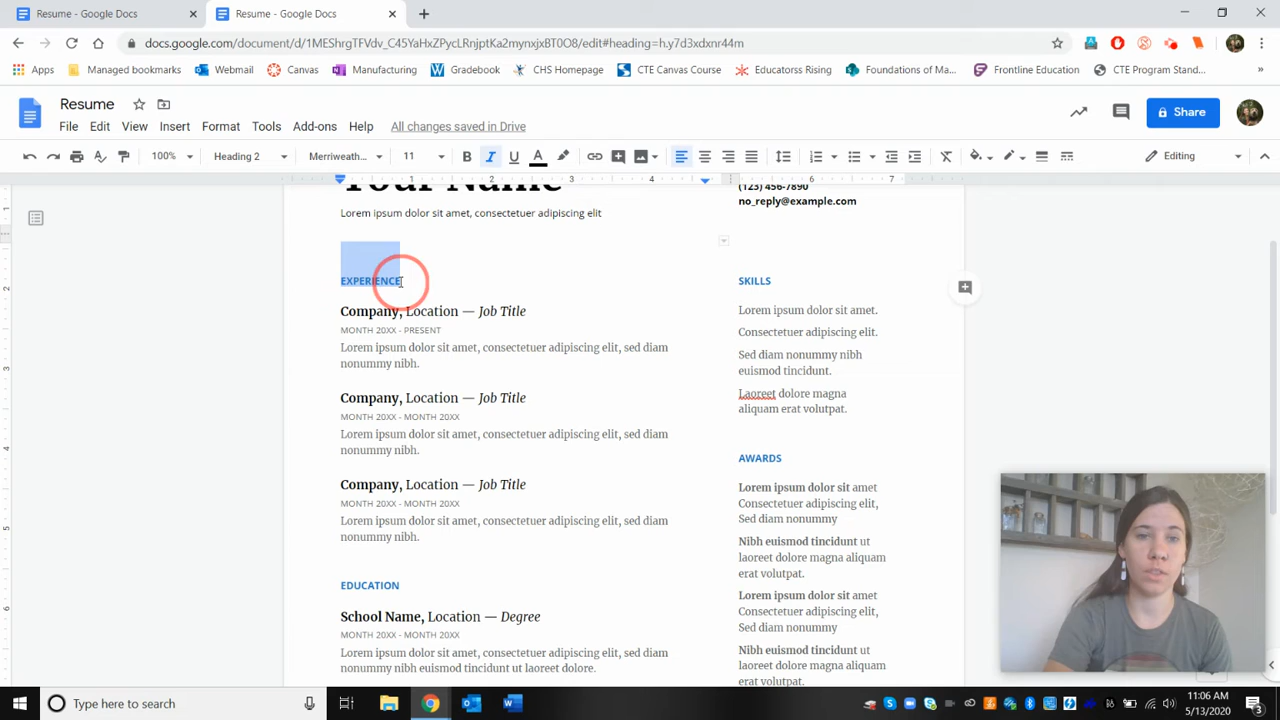 Resume - Google Docs
Resume - Google Docs
docs.google.com/document/d/1MEShrgTFVdv_C45YaHxZPycLRnjptKa2mynxjxBT0O8/edit#heading=h.y7d3xdxnr44m
Apps
Managed bookmarks
Webmail
Canvas
Manufacturing
Gradebook
CHS Homepage
CTE Canvas Course
Educatorss Rising
Foundations of Ma...
Frontline Education
CTE Program Stand...
»
Resume
File Edit View Insert Format Tools Add-ons Help
All changes saved in Drive
Share
100%
Heading 2
Merriweath...
11
B I U A
Editing
1 2 3 4 6 7
Your Name
Lorem ipsum dolor sit amet, consectetuer adipiscing elit
(123) 456-7890
no_reply@example.com
EXPERIENCE
Company, Location — Job Title
MONTH 20XX - PRESENT
Lorem ipsum dolor sit amet, consectetuer adipiscing elit, sed diam
nonummy nibh.
Company, Location — Job Title
MONTH 20XX - MONTH 20XX
Lorem ipsum dolor sit amet, consectetuer adipiscing elit, sed diam
nonummy nibh.
Company, Location — Job Title
MONTH 20XX - MONTH 20XX
Lorem ipsum dolor sit amet, consectetuer adipiscing elit, sed diam
nonummy nibh.
EDUCATION
School Name, Location — Degree
MONTH 20XX - MONTH 20XX
Lorem ipsum dolor sit amet, consectetuer adipiscing elit, sed diam
nonummy nibh euismod tincidunt ut laoreet dolore.
SKILLS
Lorem ipsum dolor sit amet.
Consectetuer adipiscing elit.
Sed diam nonummy nibh
euismod tincidunt.
Laoreet dolore magna
aliquam erat volutpat.
AWARDS
Lorem ipsum dolor sit amet
Consectetuer adipiscing elit,
Sed diam nonummy
Nibh euismod tincidunt ut
laoreet dolore magna aliquam
erat volutpat.
Lorem ipsum dolor sit amet
Consectetuer adipiscing elit,
Sed diam nonummy
Nibh euismod tincidunt ut
laoreet dolore magna aliquam
erat volutpat.
Type here to search
11:06 AM
5/13/2020
3